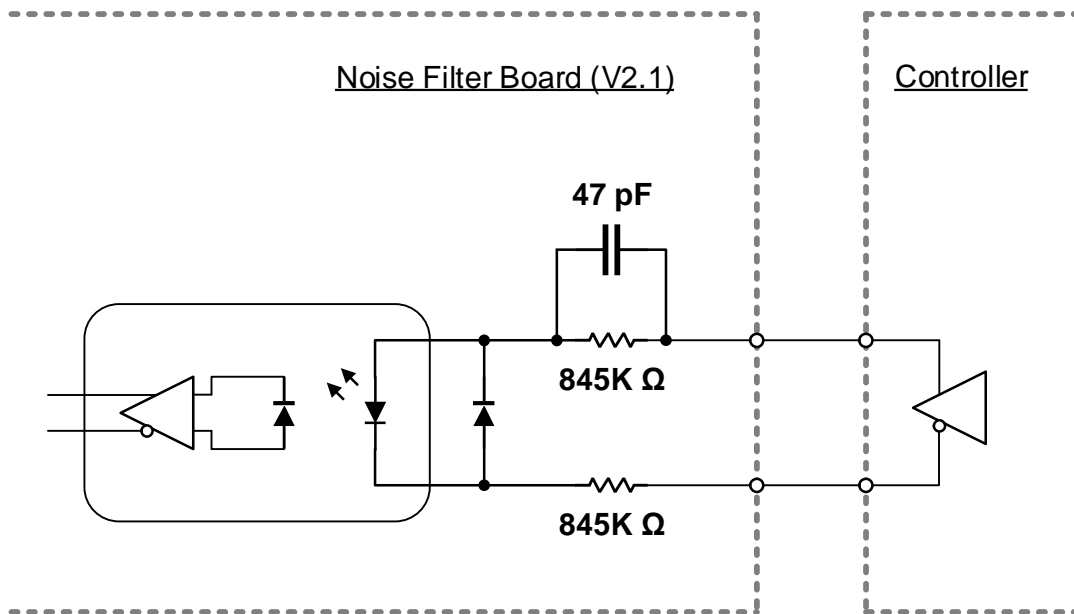 Noise Filter Board (V2.1)
Controller
47 pF
845K Ω
845K Ω